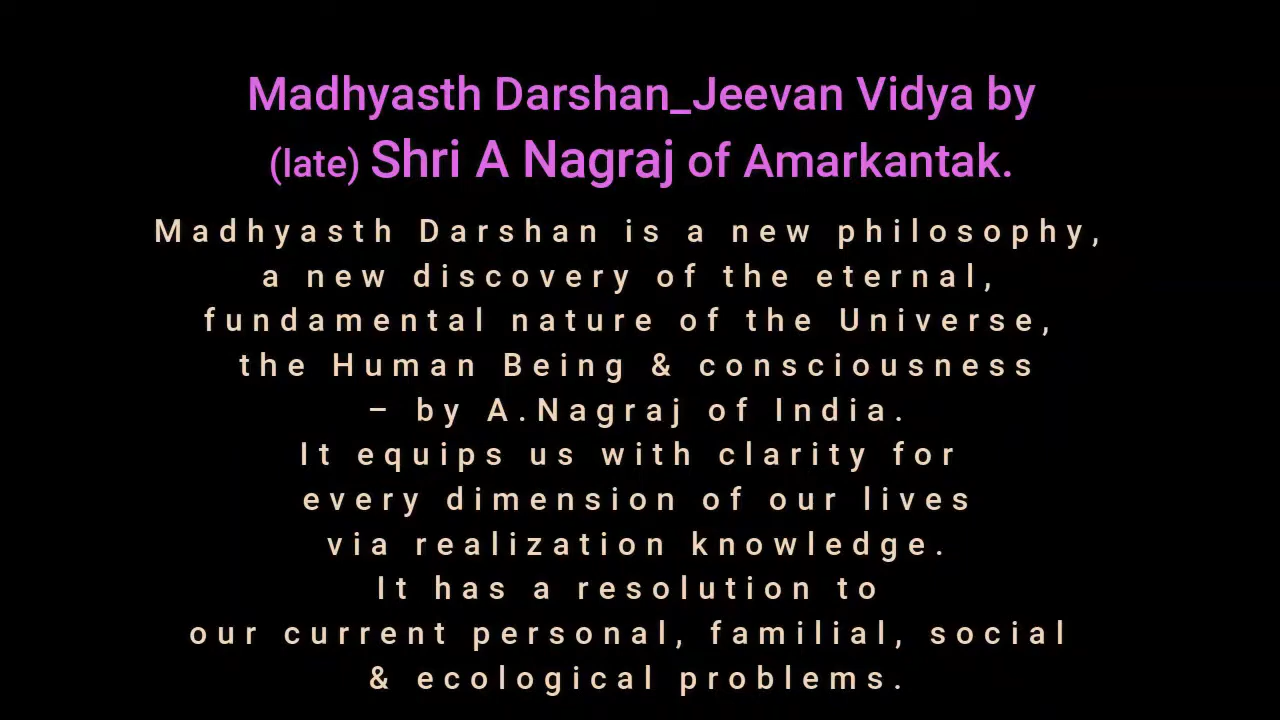 Madhyasth Darshan_Jeevan Vidya by
(late) Shri A Nagraj of Amarkantak.
Madhyasth Darshan is a new philosophy,
a new discovery of the eternal,
fundamental nature of the Universe,
the Human Being & consciousness
– by A.Nagraj of India.
It equips us with clarity for
every dimension of our lives
via realization knowledge.
It has a resolution to
our current personal, familial, social
& ecological problems.